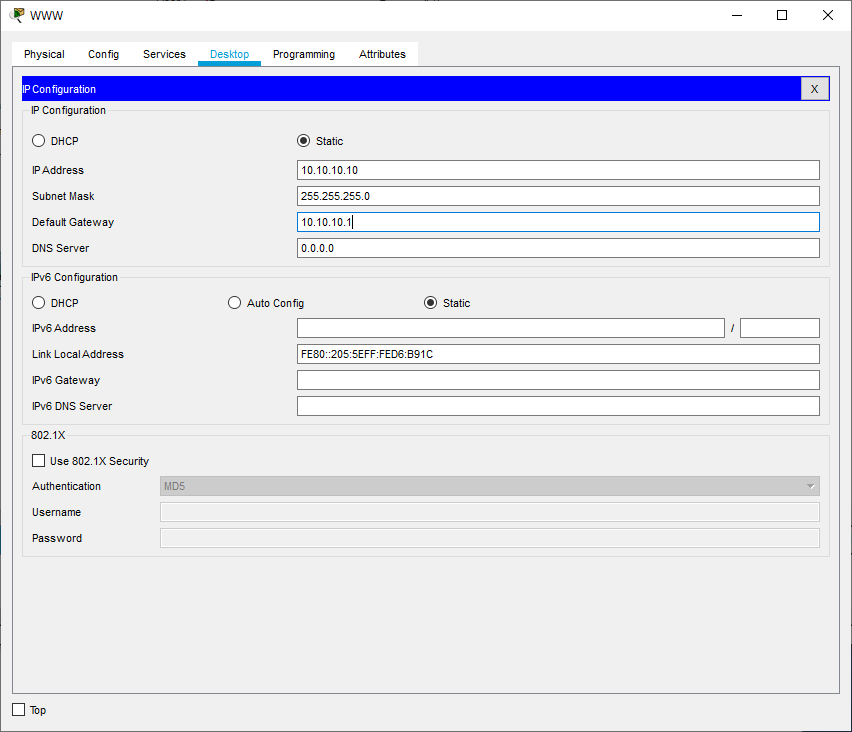 WWW
Physical Config Services Desktop Programming Attributes
IP Configuration X
IP Configuration
DHCP Static
IP Address 10.10.10.10
Subnet Mask 255.255.255.0
Default Gateway 10.10.10.1
DNS Server 0.0.0.0
IPv6 Configuration
DHCP Auto Config Static
IPv6 Address /
Link Local Address FE80::205:5EFF:FED6:B91C
IPv6 Gateway
IPv6 DNS Server
802.1X
Use 802.1X Security
Authentication MD5
Username
Password
Top